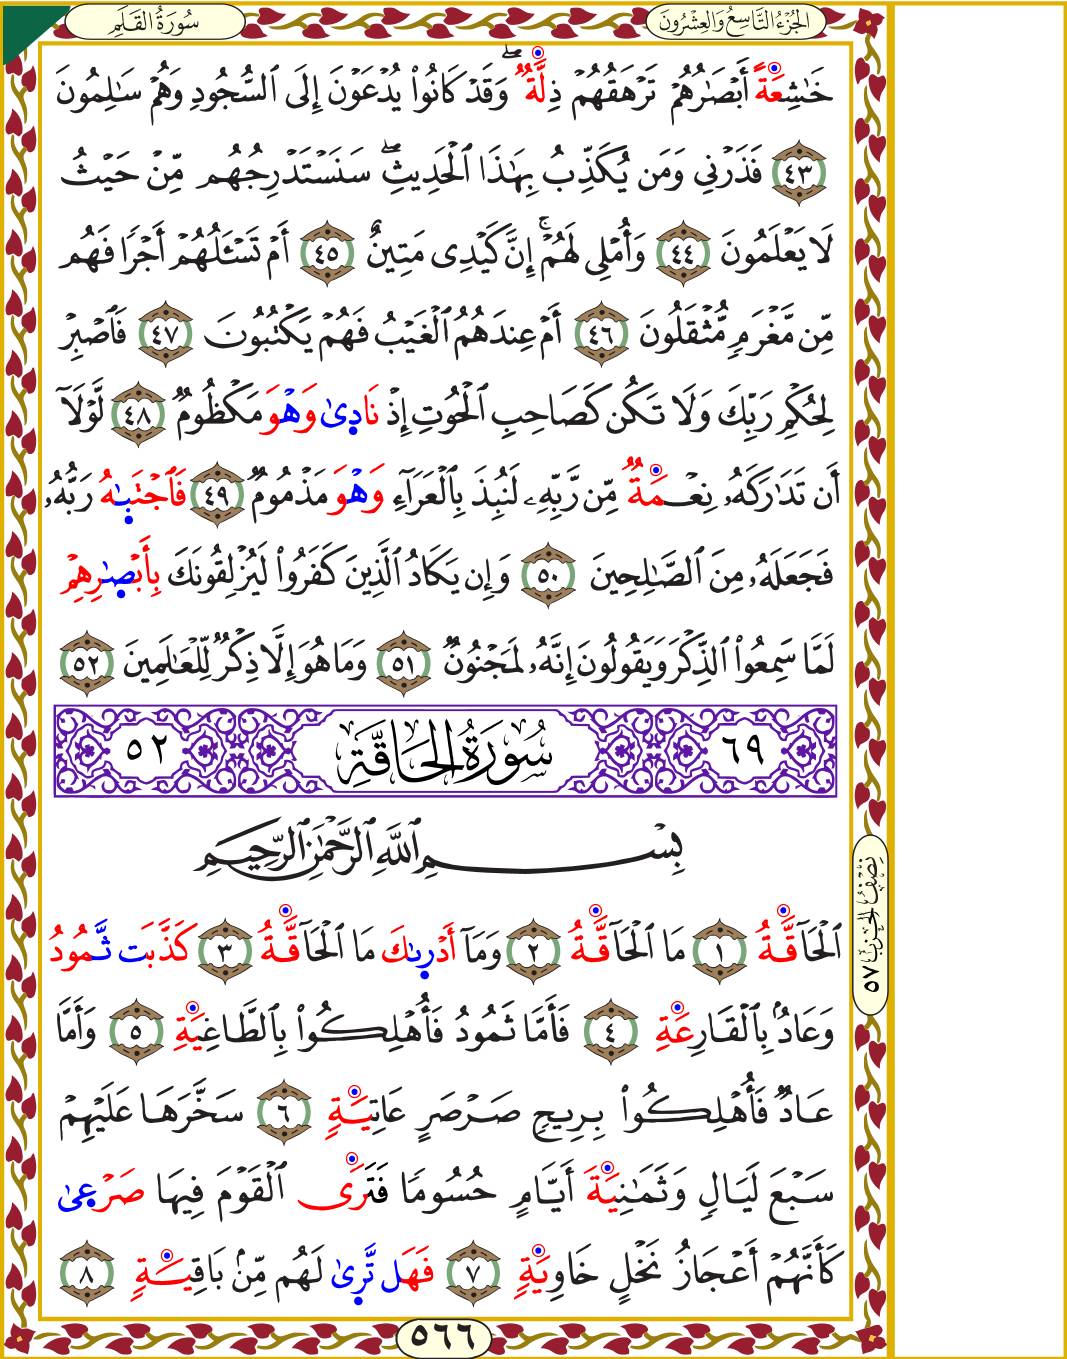 سُورَةُ القَلَمِ
الجُزْءُ التَّاسِعُ وَالعِشْرُونَ
خَٰشِعَةً أَبْصَٰرُهُمْ تَرْهَقُهُمْ ذِلَّةٌ ۖ وَقَدْ كَانُوا۟ يُدْعَوْنَ إِلَى ٱلسُّجُودِ وَهُمْ سَٰلِمُونَ
٤٣ فَذَرْنِى وَمَن يُكَذِّبُ بِهَٰذَا ٱلْحَدِيثِ ۖ سَنَسْتَدْرِجُهُم مِّنْ حَيْثُ
لَا يَعْلَمُونَ ٤٤ وَأُمْلِى لَهُمْ ۚ إِنَّ كَيْدِى مَتِينٌ ٤٥ أَمْ تَسْـَٔلُهُمْ أَجْرًا فَهُم
مِّن مَّغْرَمٍ مُّثْقَلُونَ ٤٦ أَمْ عِندَهُمُ ٱلْغَيْبُ فَهُمْ يَكْتُبُونَ ٤٧ فَٱصْبِرْ
لِحُكْمِ رَبِّكَ وَلَا تَكُن كَصَاحِبِ ٱلْحُوتِ إِذْ نَادِىٰ وَهْوَ مَكْظُومٌ ٤٨ لَّوْلَآ
أَن تَدَٰرَكَهُۥ نِعْمَةٌ مِّن رَّبِّهِۦ لَنُبِذَ بِٱلْعَرَآءِ وَهْوَ مَذْمُومٌ ٤٩ فَٱجْتَبَٰهُ رَبُّهُۥ
فَجَعَلَهُۥ مِنَ ٱلصَّٰلِحِينَ ٥٠ وَإِن يَكَادُ ٱلَّذِينَ كَفَرُوا۟ لَيُزْلِقُونَكَ بِأَبْصَٰرِهِمْ
لَمَّا سَمِعُوا۟ ٱلذِّكْرَ وَيَقُولُونَ إِنَّهُۥ لَمَجْنُونٌ ٥١ وَمَا هُوَ إِلَّا ذِكْرٌ لِّلْعَٰلَمِينَ ٥٢
٦٩ سُورَةُ الحَاقَّةِ ٥٢
بِسْمِ ٱللَّهِ ٱلرَّحْمَٰنِ ٱلرَّحِيمِ
ٱلْحَآقَّةُ ١ مَا ٱلْحَآقَّةُ ٢ وَمَآ أَدْرِىٰكَ مَا ٱلْحَآقَّةُ ٣ كَذَّبَت ثَّمُودُ
وَعَادٌۢ بِٱلْقَارِعَةِ ٤ فَأَمَّا ثَمُودُ فَأُهْلِكُوا۟ بِٱلطَّاغِيَةِ ٥ وَأَمَّا
عَادٌ فَأُهْلِكُوا۟ بِرِيحٍ صَرْصَرٍ عَاتِيَةٍ ٦ سَخَّرَهَا عَلَيْهِمْ
سَبْعَ لَيَالٍ وَثَمَٰنِيَةَ أَيَّامٍ حُسُومًا فَتَرَى ٱلْقَوْمَ فِيهَا صَرْعِىٰ
كَأَنَّهُمْ أَعْجَازُ نَخْلٍ خَاوِيَةٍ ٧ فَهَل تَّرِىٰ لَهُم مِّنۢ بَاقِيَةٍ ٨
نِصْفُ الحِزْبِ ٥٧
٥٦٦